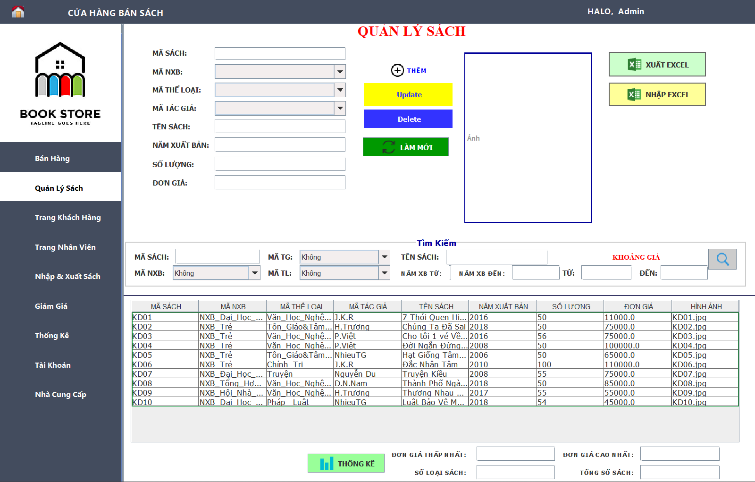 CỬA HÀNG BÁN SÁCH
HALO, Admin
QUẢN LÝ SÁCH
BOOK STORE
TAGLINE GOES HERE
Bán Hàng
Quản Lý Sách
Trang Khách Hàng
Trang Nhân Viên
Nhập & Xuất Sách
Giảm Giá
Thống Kê
Tài Khoản
Nhà Cung Cấp
MÃ SÁCH:
MÃ NXB:
MÃ THỂ LOẠI:
MÃ TÁC GIẢ:
TÊN SÁCH:
NĂM XUẤT BẢN:
SỐ LƯỢNG:
ĐƠN GIÁ:
THÊM
Update
Delete
LÀM MỚI
Ảnh
XUẤT EXCEL
NHẬP EXCEL
Tìm Kiếm
MÃ SÁCH: MÃ TG: Không TÊN SÁCH: KHOẢNG GIÁ
MÃ NXB: Không MÃ TL: Không NĂM XB TỪ: NĂM XB ĐẾN: TỪ: ĐẾN:
MÃ SÁCH MÃ NXB MÃ THỂ LOẠI MÃ TÁC GIẢ TÊN SÁCH NĂM XUẤT BẢN SỐ LƯỢNG ĐƠN GIÁ HÌNH ẢNH
KD01 NXB_Đại_Học_... Văn_Học_Nghệ... J.K.R 7 Thói Quen Hi... 2016 50 11000.0 KD01.jpg
KD02 NXB_Trẻ Tôn_Giáo&Tâm... H.Trương Chúng Ta Đã Sai 2018 50 75000.0 KD02.jpg
KD03 NXB_Trẻ Văn_Học_Nghệ... P.Việt Cho tôi 1 vé Về... 2016 56 75000.0 KD03.jpg
KD04 NXB_Trẻ Văn_Học_Nghệ... P.Việt Đời Ngắn Đừng... 2008 50 100000.0 KD04.jpg
KD05 NXB_Trẻ Tôn_Giáo&Tâm... NhieuTG Hạt Giống Tâm... 2006 50 65000.0 KD05.jpg
KD06 NXB_Trẻ Chính_Trị J.K.R Đắc Nhân Tâm 2010 100 110000.0 KD06.jpg
KD07 NXB_Đại_Học_... Truyện Nguyễn Du Truyện Kiều 2008 55 75000.0 KD07.jpg
KD08 NXB_Tổng_Hợ... Văn_Học_Nghệ... D.N.Nam Thành Phố Ngà... 2018 50 85000.0 KD08.jpg
KD09 NXB_Hội_Nhà_... Văn_Học_Nghệ... H.Trương Thương Nhau ... 2017 55 55000.0 KD09.jpg
KD10 NXB_Đại_Học_... Pháp_Luật NhieuTG Luật Bảo Vệ M... 2018 54 45000.0 KD10.jpg
THỐNG KÊ
ĐƠN GIÁ THẤP NHẤT: ĐƠN GIÁ CAO NHẤT:
SỐ LOẠI SÁCH: TỔNG SỐ SÁCH: